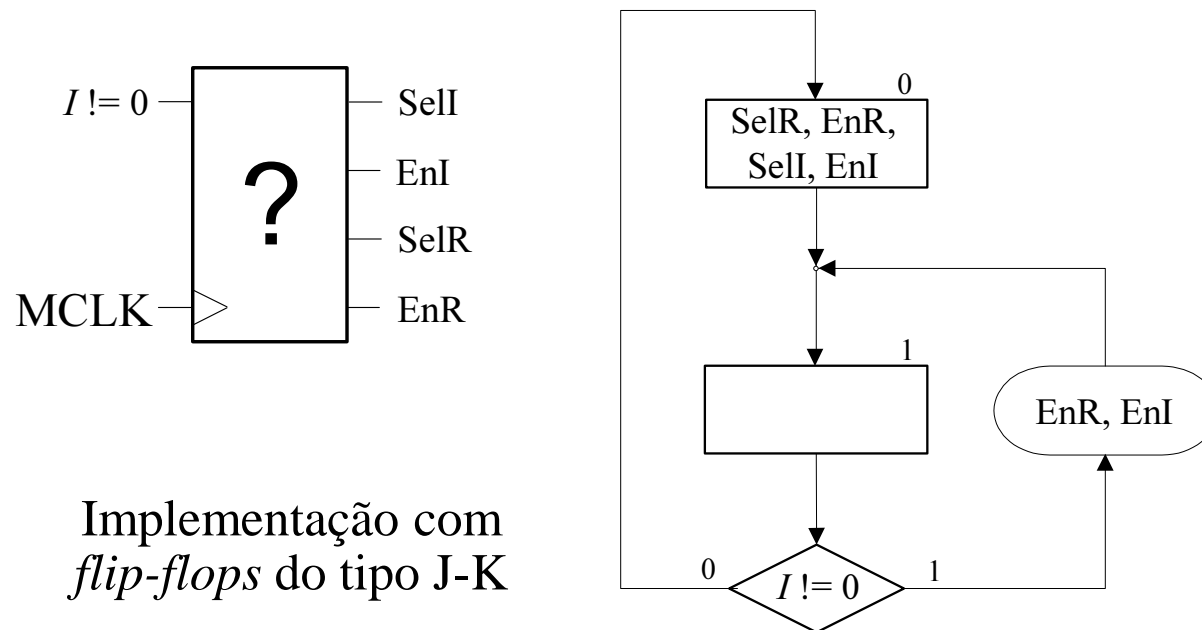 I != 0
SelI
EnI
?
SelR
MCLK
EnR
Implementação com
flip-flops do tipo J-K
0
SelR, EnR,
SelI, EnI
1
EnR, EnI
0
I != 0
1